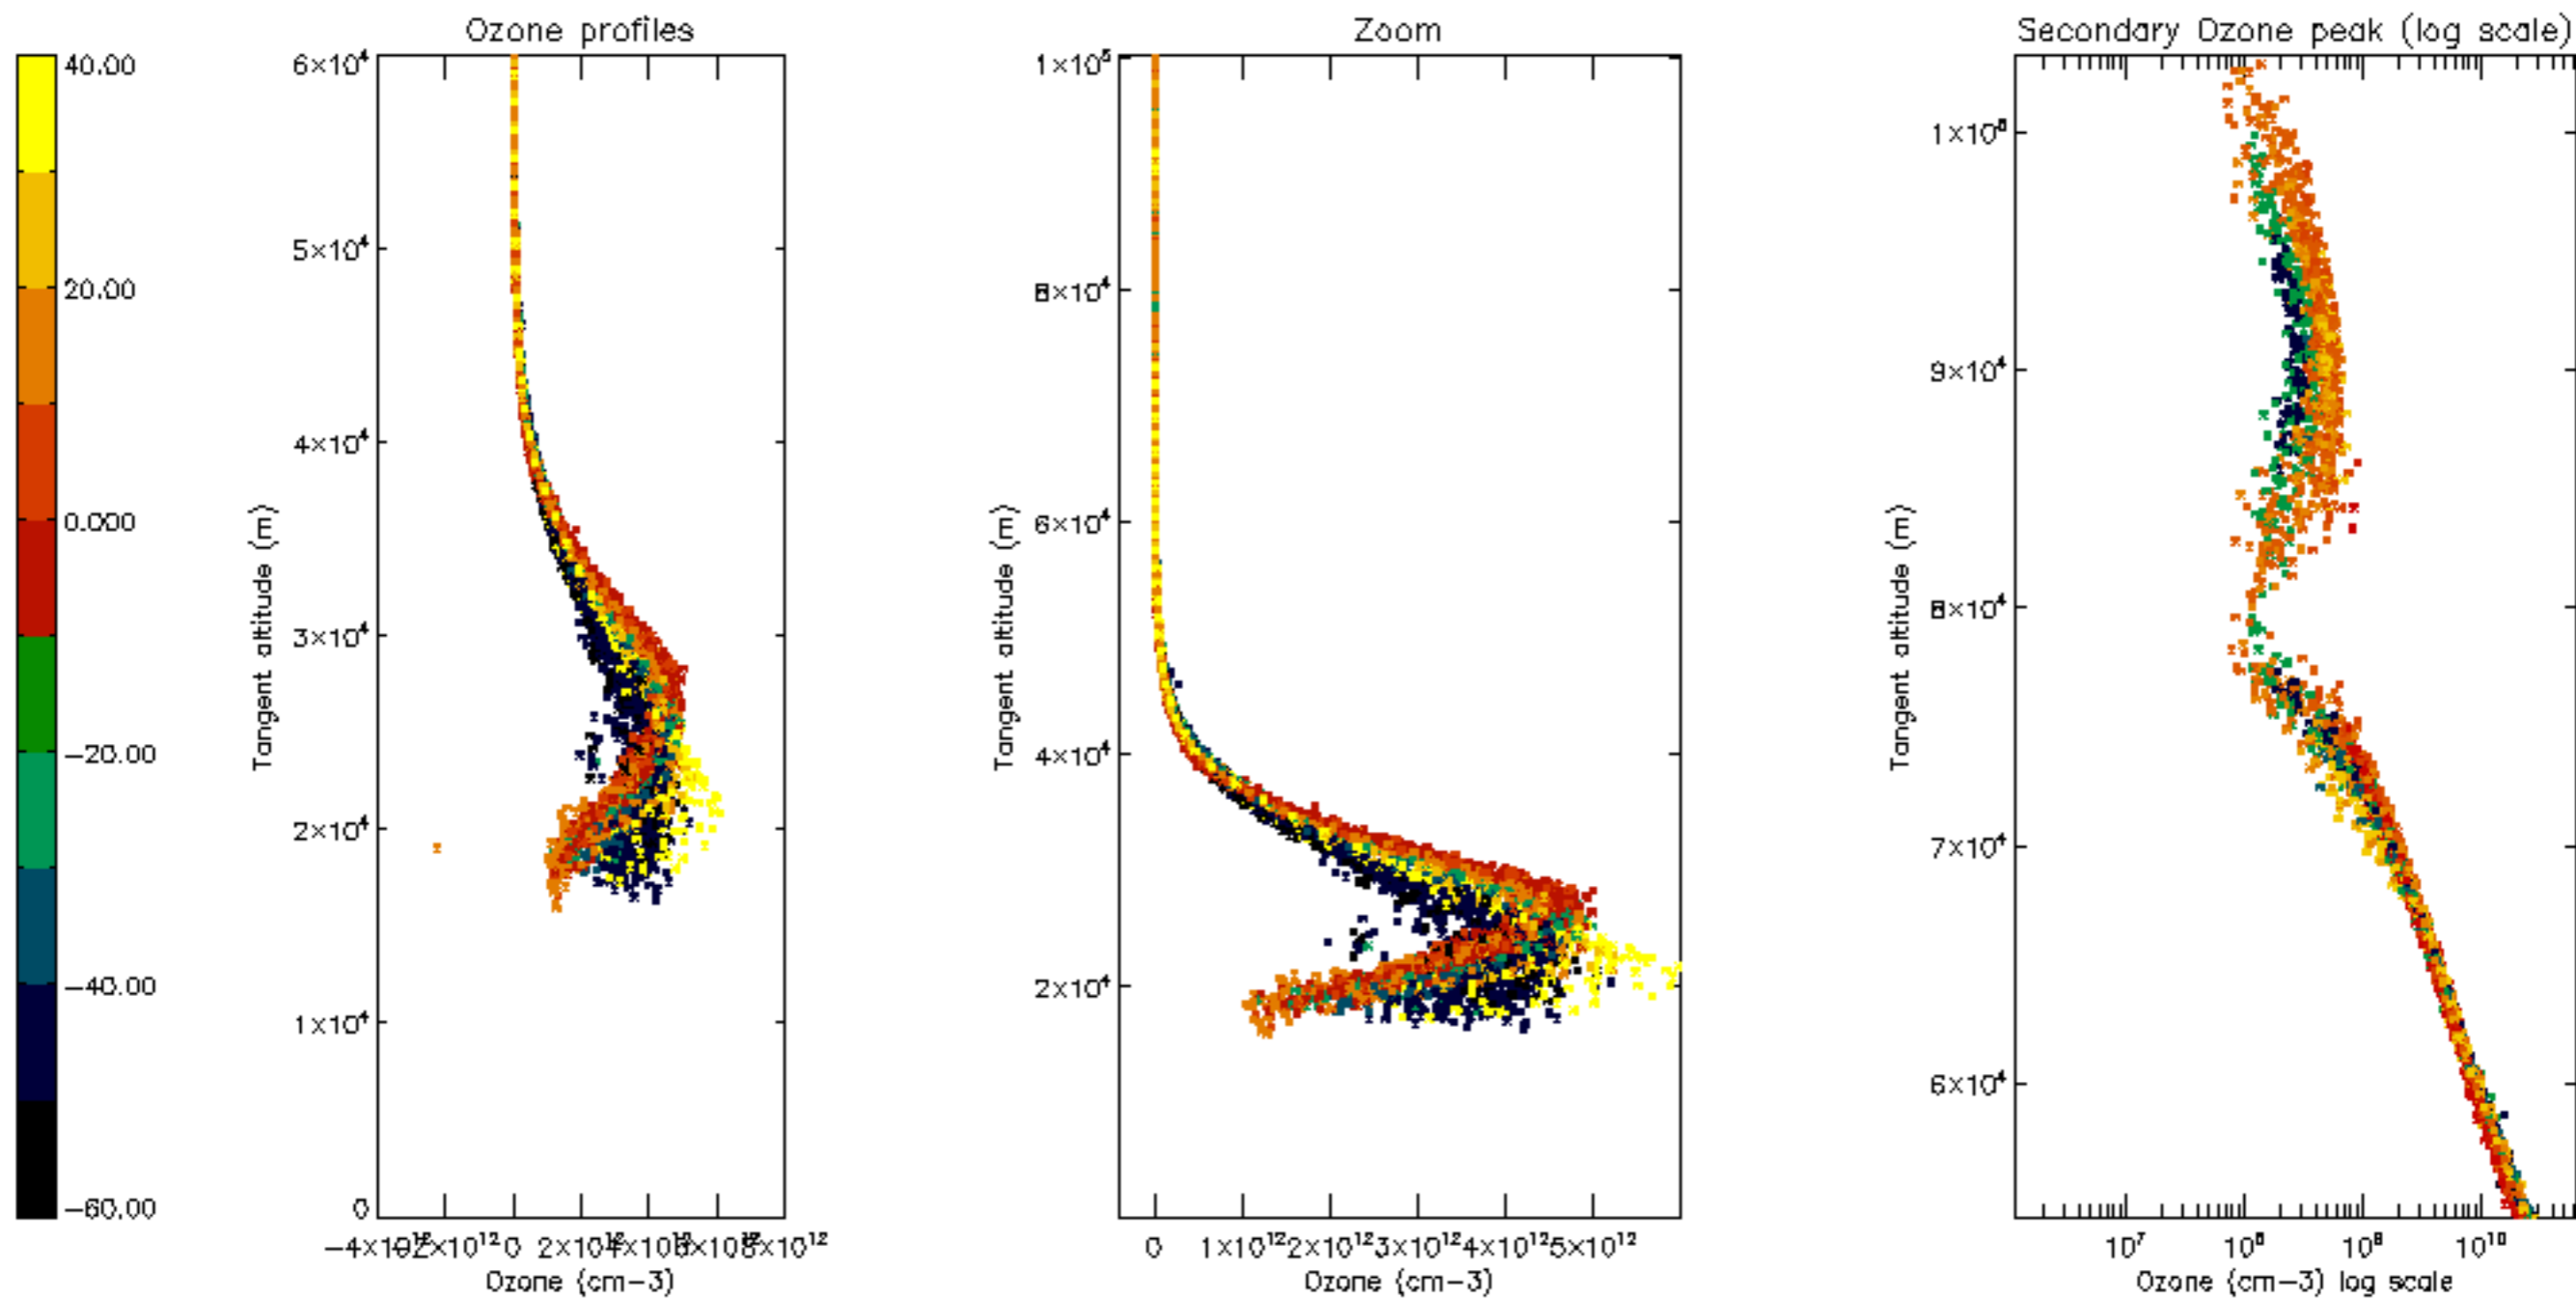 Ozone profiles
Zoom
Secondary Ozone peak (log scale)
40.00
20.00
0.000
−20.00
−40.00
−60.00
Tangent altitude (m)
6×10⁴
5×10⁴
4×10⁴
3×10⁴
2×10⁴
1×10⁴
0
0
Ozone (cm−3)
Tangent altitude (m)
1×10⁵
8×10⁴
6×10⁴
4×10⁴
2×10⁴
0 1×10¹² 2×10¹² 3×10¹² 4×10¹² 5×10¹²
Ozone (cm−3)
Tangent altitude (m)
1×10⁵
9×10⁴
8×10⁴
7×10⁴
6×10⁴
10⁷ 10⁸ 10⁹ 10¹⁰
Ozone (cm−3) log scale